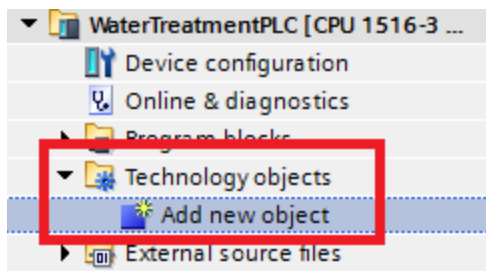 WaterTreatmentPLC [CPU 1516-3 ...
Device configuration
Online & diagnostics
Program blocks
Technology objects
Add new object
External source files